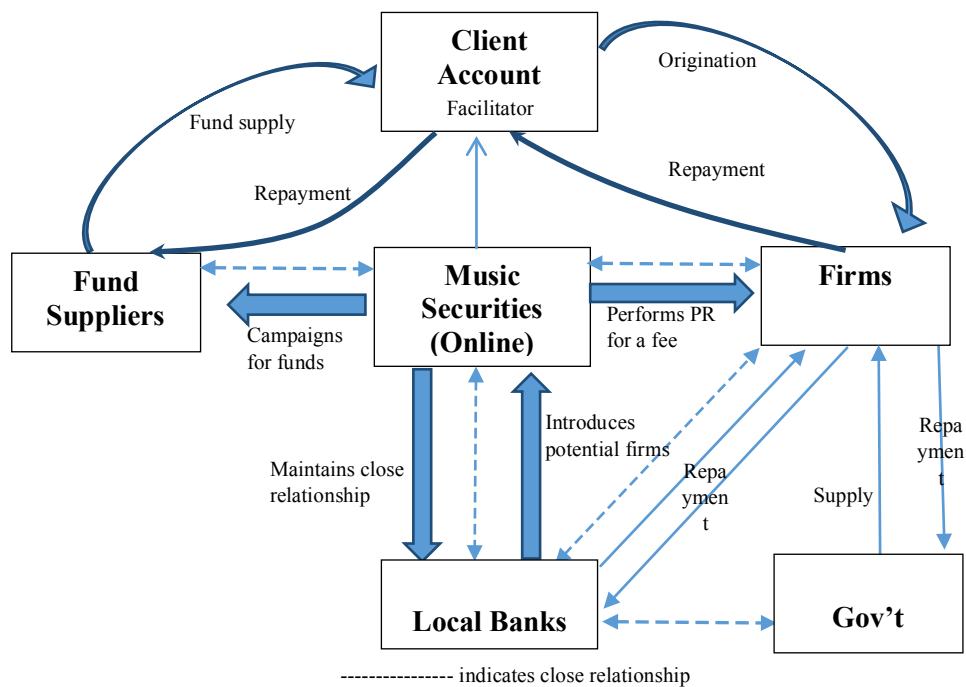 Client
Account
Facilitator
Origination
Fund supply
Repayment
Repayment
Fund
Suppliers
Music
Securities
(Online)
Firms
Campaigns
for funds
Performs PR
for a fee
Maintains close
relationship
Introduces
potential firms
Repa
ymen
t
Supply
Repa
ymen
t
Local Banks
Gov’t
---------------- indicates close relationship